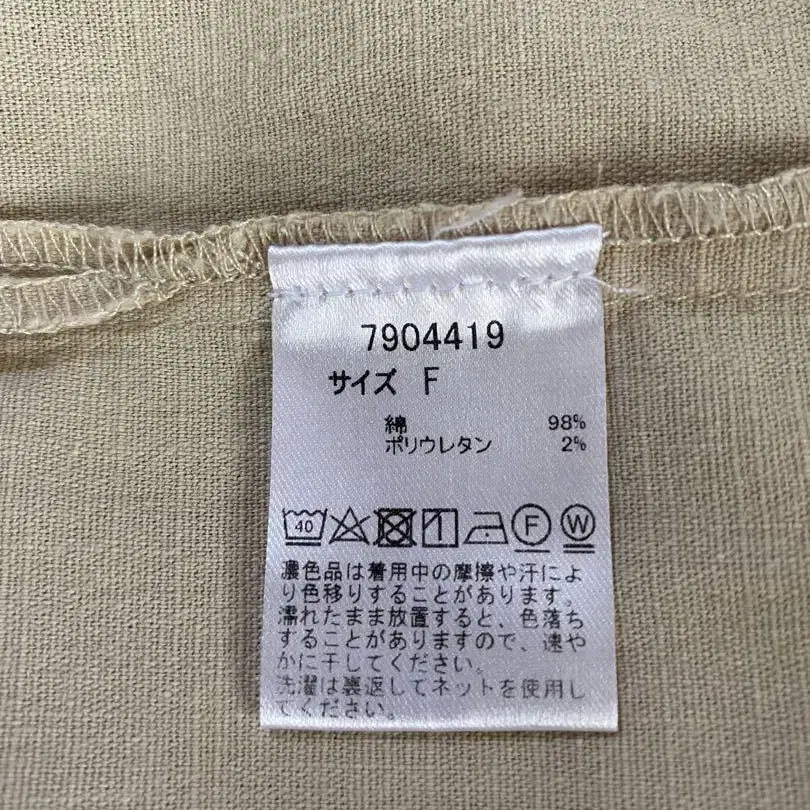 7904419
サイズ F
綿 98%
ポリウレタン 2%
40 F W
濃色品は着用中の摩擦や汗によ
り色移りすることがあります。
濡れたまま放置すると、色落ち
することがありますので、速や
かに干してください。
洗濯は裏返してネットを使用し
てください。